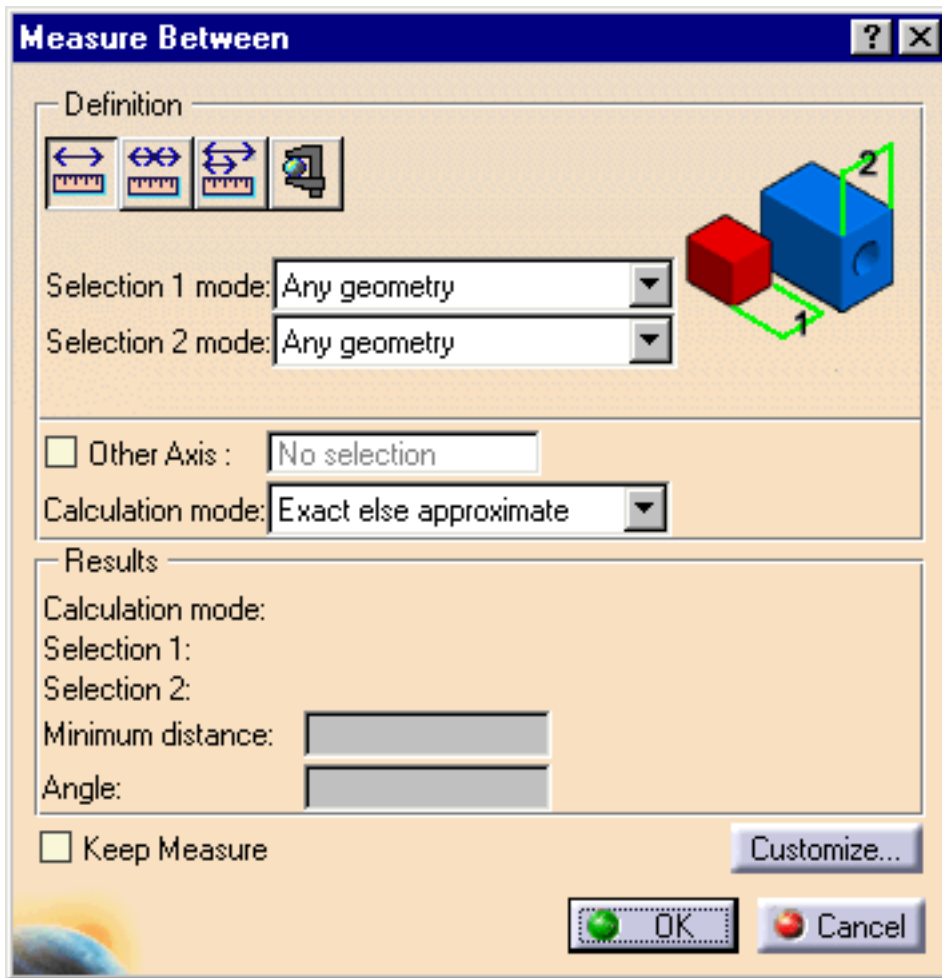 Measure Between
Definition
2
1
Selection 1 mode: Any geometry
Selection 2 mode: Any geometry
Other Axis : No selection
Calculation mode: Exact else approximate
Results
Calculation mode:
Selection 1:
Selection 2:
Minimum distance:
Angle:
Keep Measure
Customize...
OK
Cancel